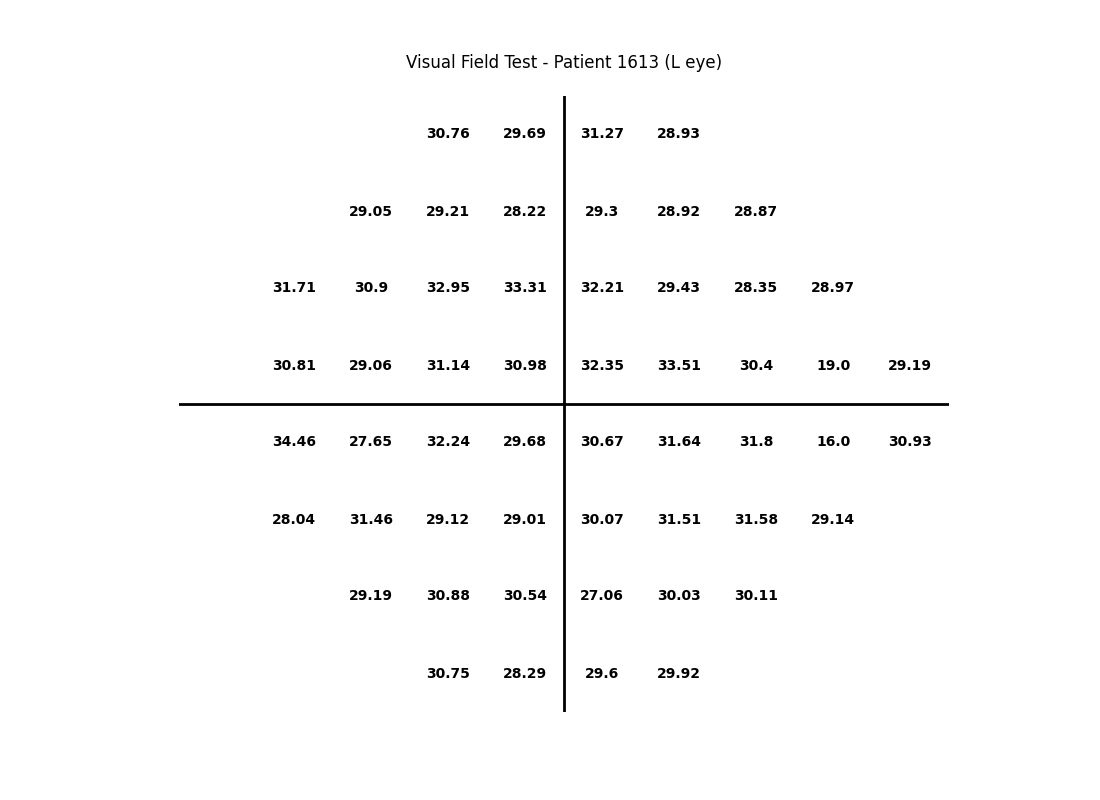 Visual Field Test - Patient 1613 (L eye)
30.76 29.69 31.27 28.93
29.05 29.21 28.22 29.3 28.92 28.87
31.71 30.9 32.95 33.31 32.21 29.43 28.35 28.97
30.81 29.06 31.14 30.98 32.35 33.51 30.4 19.0 29.19
34.46 27.65 32.24 29.68 30.67 31.64 31.8 16.0 30.93
28.04 31.46 29.12 29.01 30.07 31.51 31.58 29.14
29.19 30.88 30.54 27.06 30.03 30.11
30.75 28.29 29.6 29.92